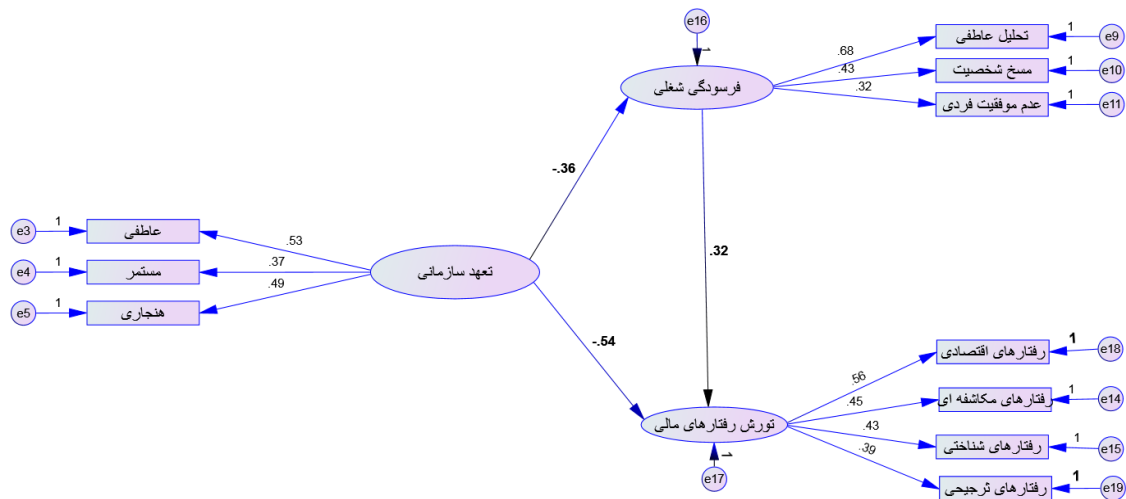 e16
1
e9
1
تحلیل عاطفی
.68
فرسودگی شغلی
e10
1
مسخ شخصیت
.43
e11
1
عدم موفقیت فردی
.32
-.36
e3
1
عاطفی
.53
e4
1
مستمر
.37
تعهد سازمانی
.32
e5
1
هنجاری
.49
-.54
e18
1
رفتارهای اقتصادی
.56
e14
1
رفتارهای مکاشفه ای
.45
تورش رفتارهای مالی
e15
1
رفتارهای شناختی
.43
e17
1
e19
1
رفتارهای ترجیحی
.39